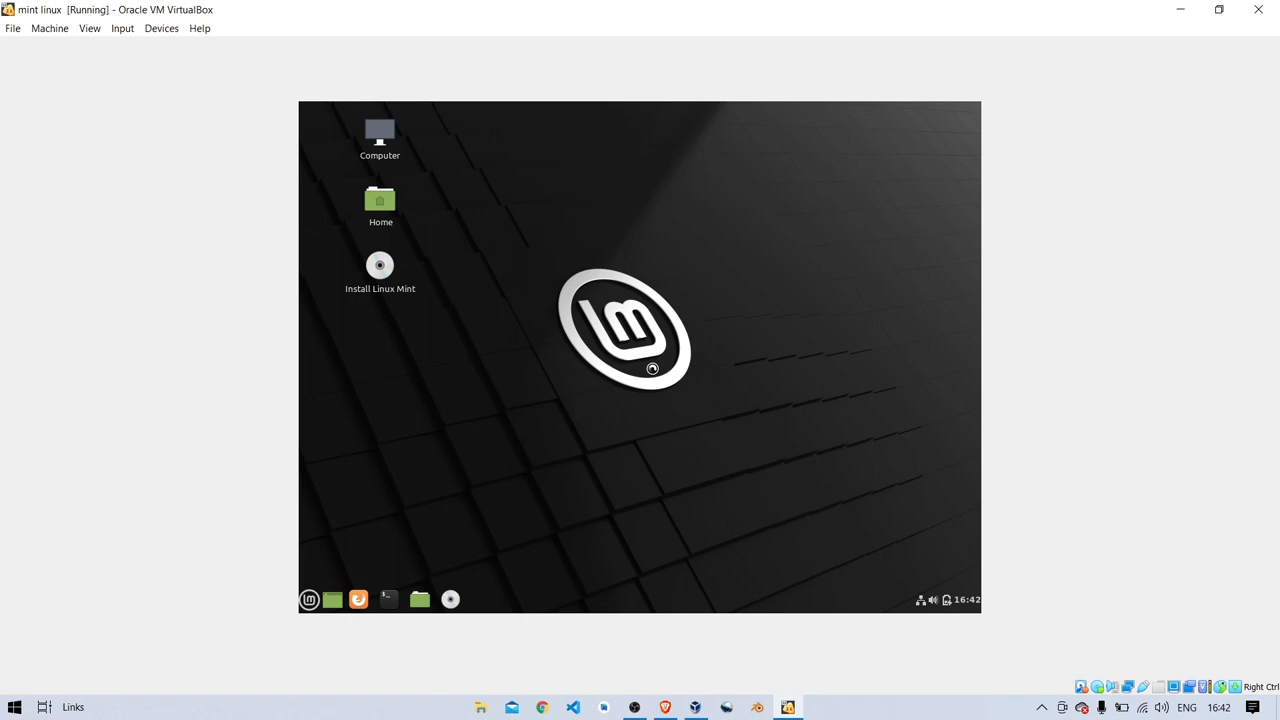 mint linux [Running] - Oracle VM VirtualBox
File Machine View Input Devices Help
Computer
Home
Install Linux Mint
16:42
Right Ctrl
Links
ENG 16:42